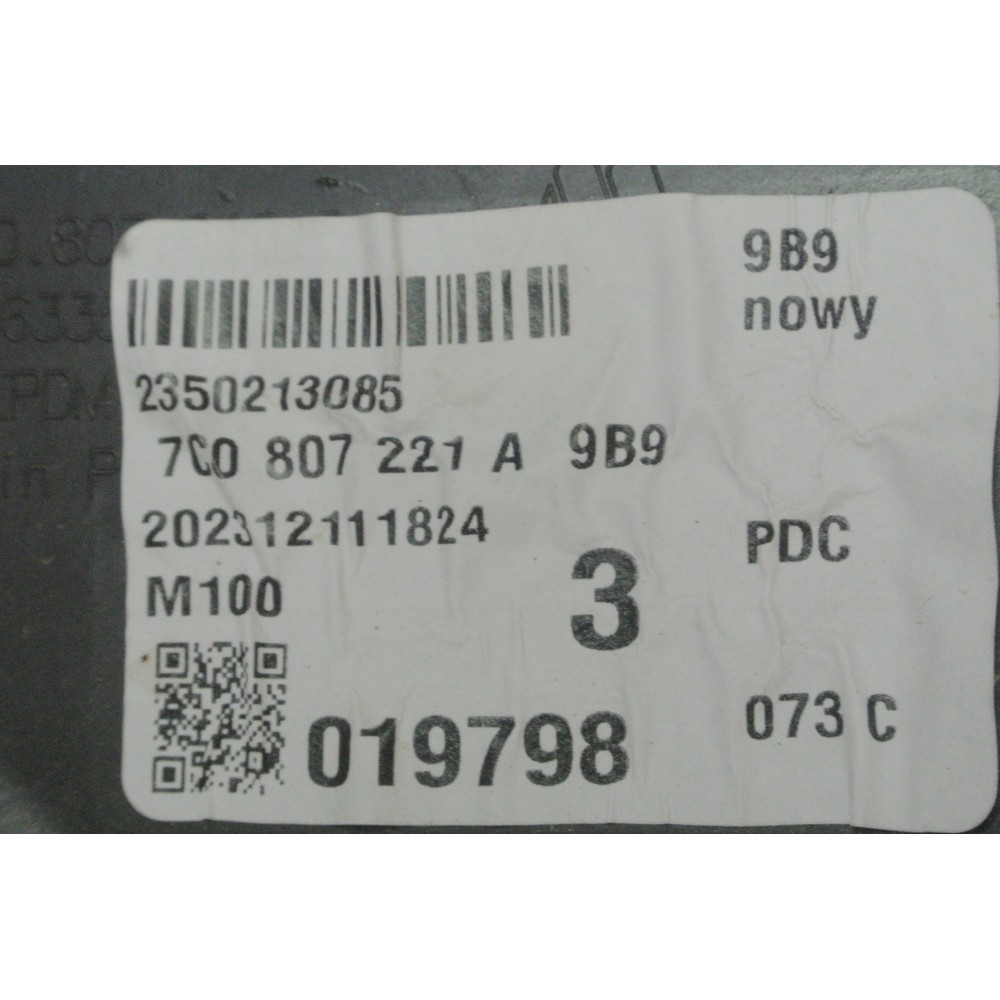 9B9
nowy
2350213085
7C0 807 221 A 9B9
202312111824
M100
3
PDC
019798
073 C